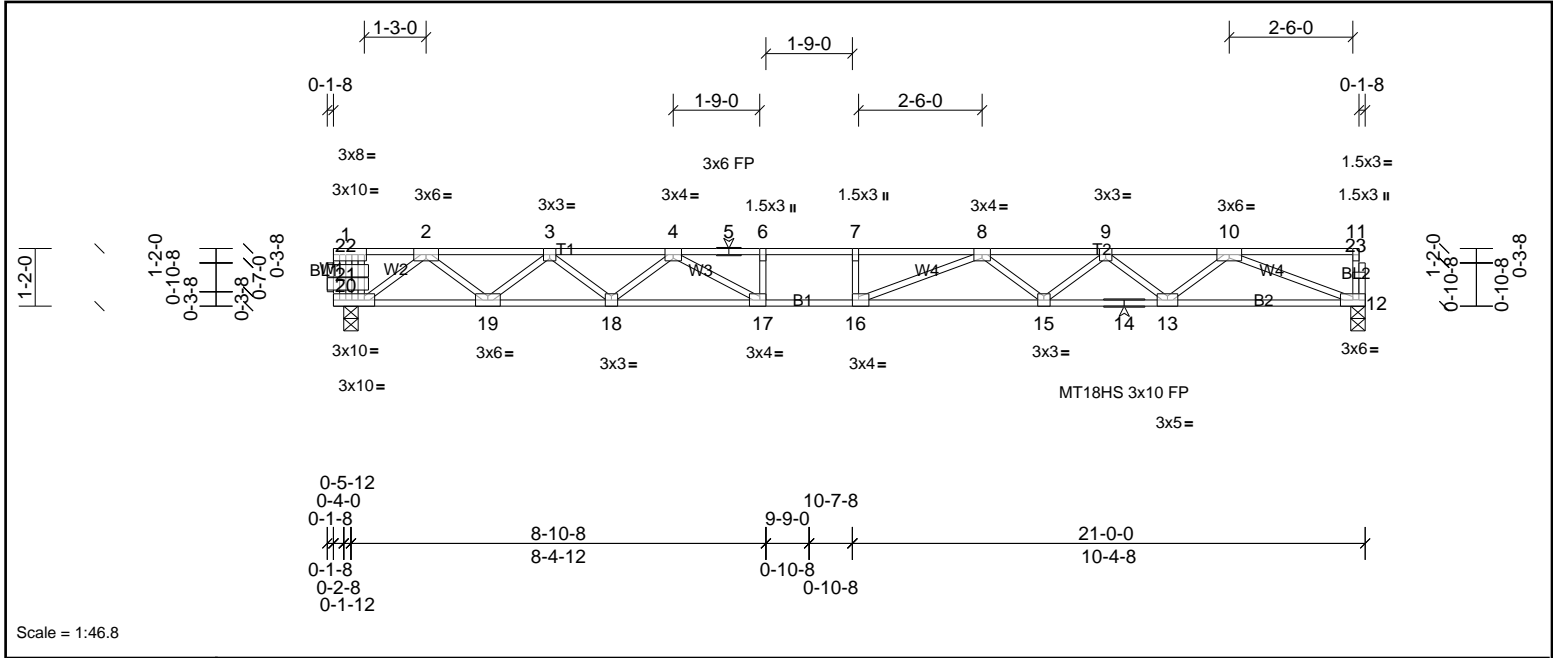 1-3-0
2-6-0
1-9-0
0-1-8
0-1-8
1-9-0
2-6-0
3x8=
3x6 FP
1.5x3=
3x10=
3x6=
3x3=
3x4=
1.5x3 II
1.5x3 II
3x4=
3x3=
3x6=
1.5x3 II
1 2 3 4 5 6 7 8 9 10 11
22 T1 T2 23
1-2-0
1-2-0
0-10-8
0-3-8
0-3-8
0-7-0
0-3-8
W1
21
W2
W3
W4
W4
BL2
1-2-0
0-10-8
0-10-8
0-3-8
20
B1
B2
12
19 18 17 16 15 14 13
3x10=
3x6=
3x3=
3x4=
3x4=
3x3=
3x6=
3x10=
MT18HS 3x10 FP
3x5=
0-5-12
0-4-0
0-1-8
10-7-8
9-9-0
8-10-8
21-0-0
8-4-12
10-4-8
0-1-8
0-2-8
0-1-12
0-10-8
0-10-8
Scale = 1:46.8